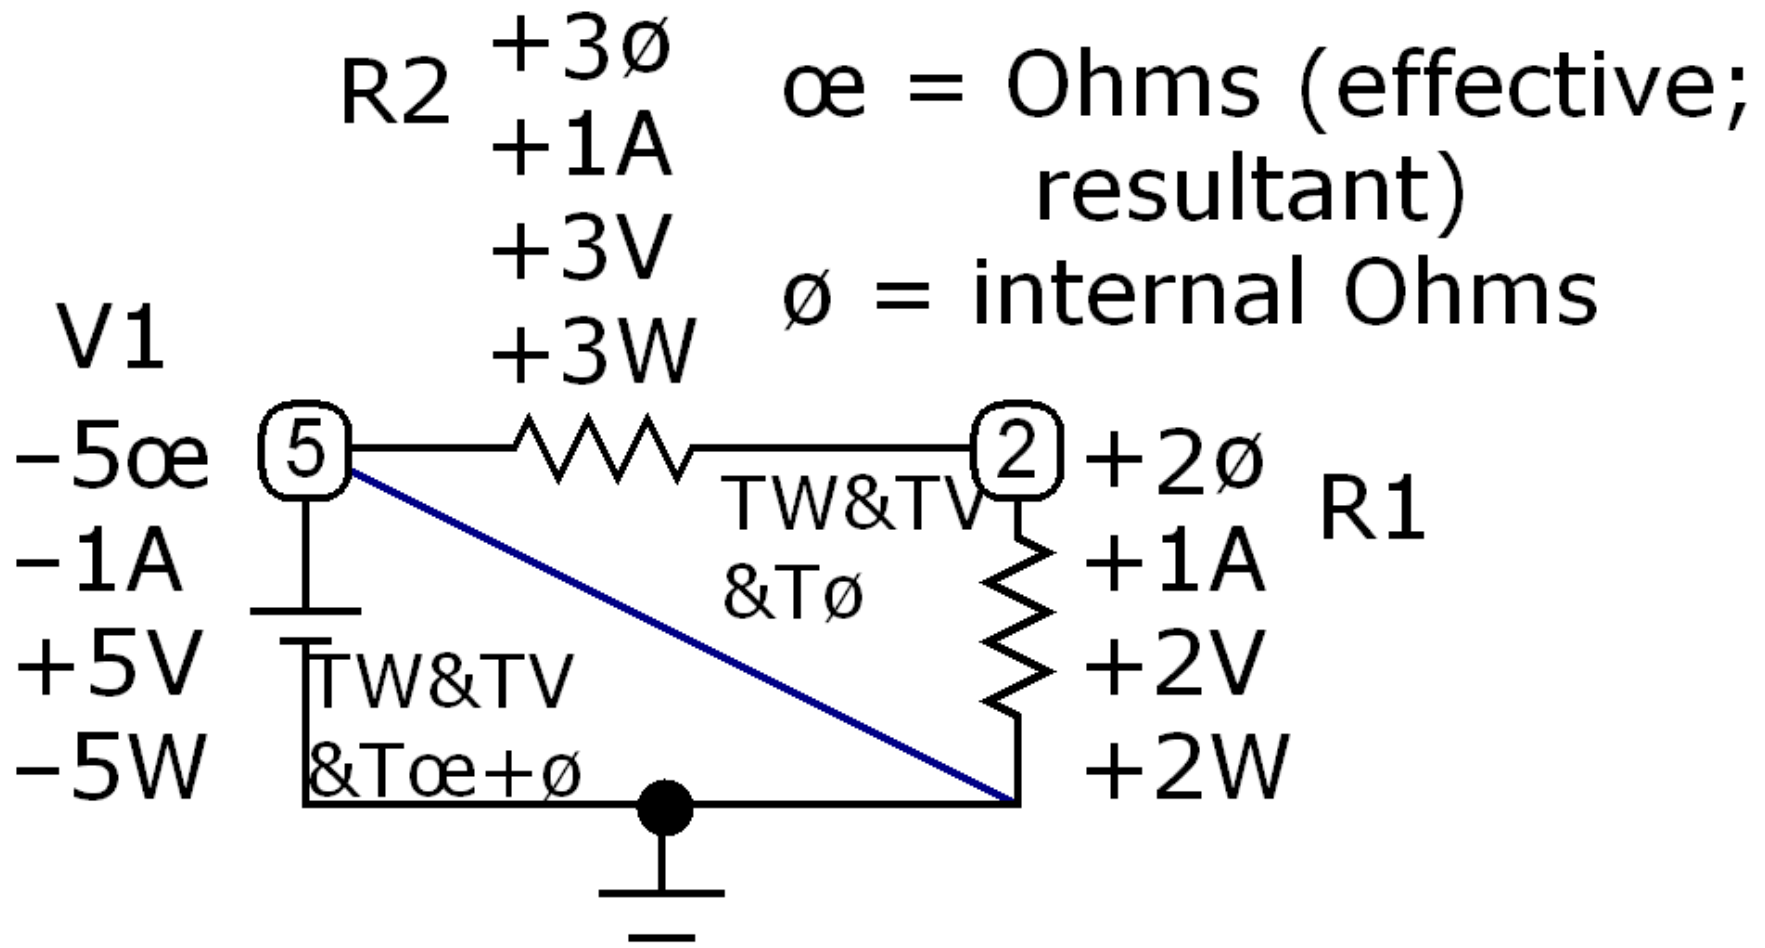 R2
+3ø
+1A
+3V
+3W
œ = Ohms (effective;
resultant)
ø = internal Ohms
V1
−5œ
−1A
+5V
−5W
5
2
TW&TV
&Tø
+2ø
+1A
+2V
+2W
R1
TW&TV
&Tœ+ø